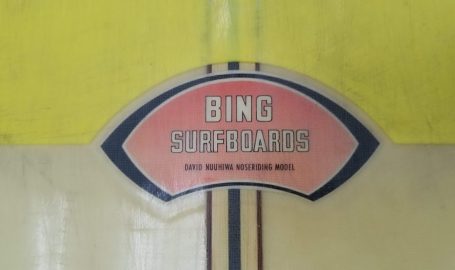 BING
SURFBOARDS
DAVID NUUHIWA NOSERIDING MODEL